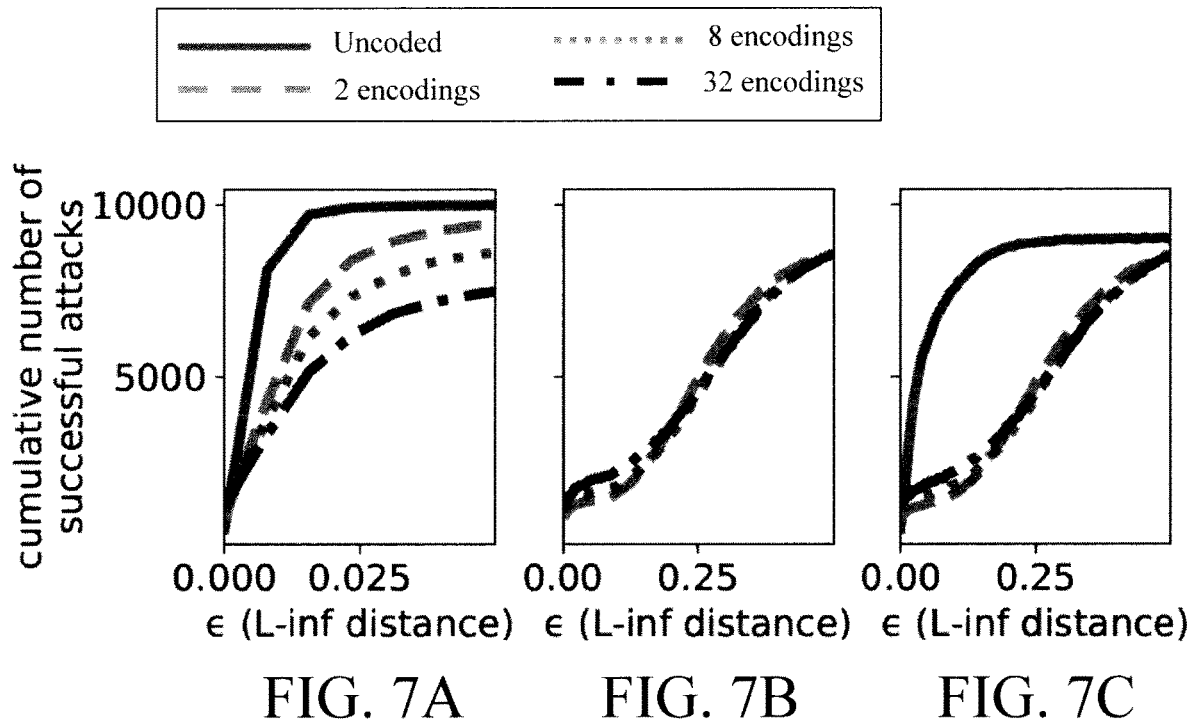 Uncoded
2 encodings
8 encodings
32 encodings
cumulative number of
successful attacks
10000
5000
0.000 0.025
ϵ (L-inf distance)
FIG. 7A
0.00 0.25
ϵ (L-inf distance)
FIG. 7B
0.00 0.25
ϵ (L-inf distance)
FIG. 7C